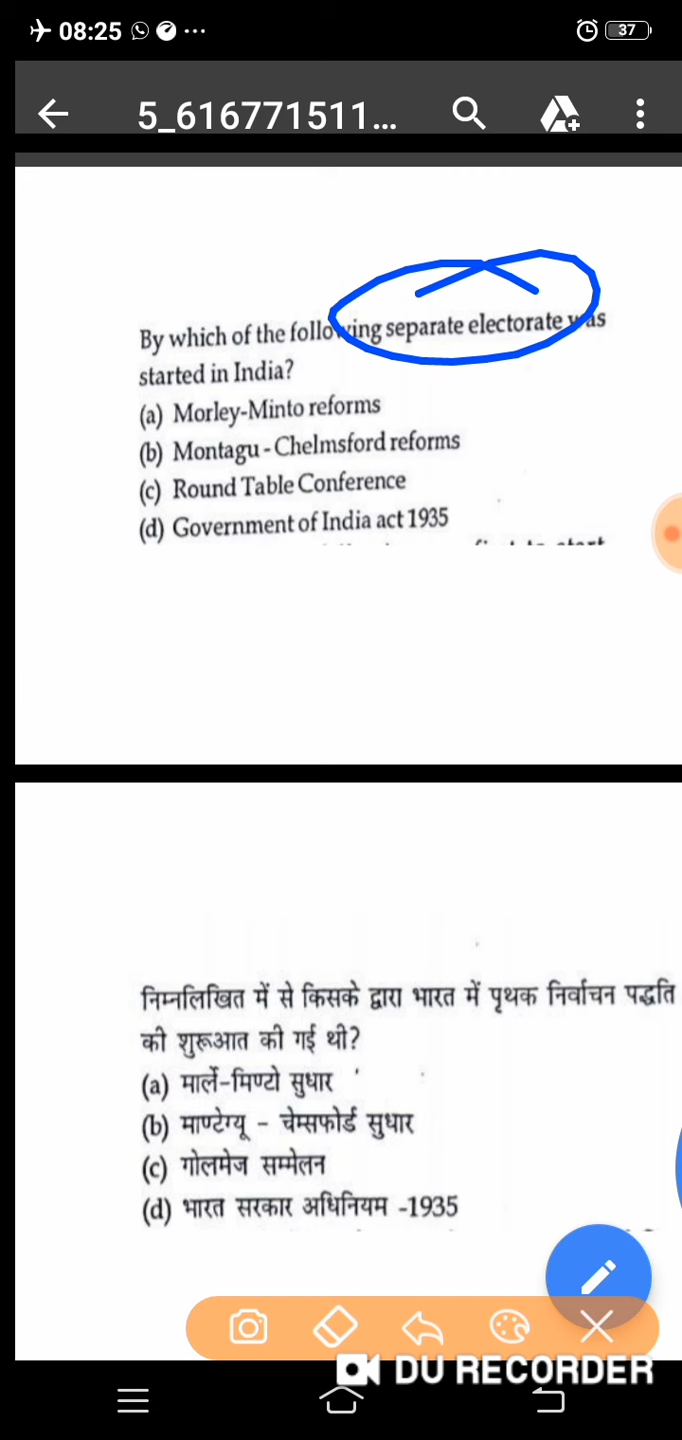 08:25
37
5_616771511...
By which of the following separate electorate was
started in India?
(a) Morley-Minto reforms
(b) Montagu - Chelmsford reforms
(c) Round Table Conference
(d) Government of India act 1935
निम्नलिखित में से किसके द्वारा भारत में पृथक निर्वाचन पद्धति
की शुरूआत की गई थी?
(a) मार्ले-मिण्टो सुधार
(b) माण्टेग्यू - चेम्सफोर्ड सुधार
(c) गोलमेज सम्मेलन
(d) भारत सरकार अधिनियम -1935
DU RECORDER